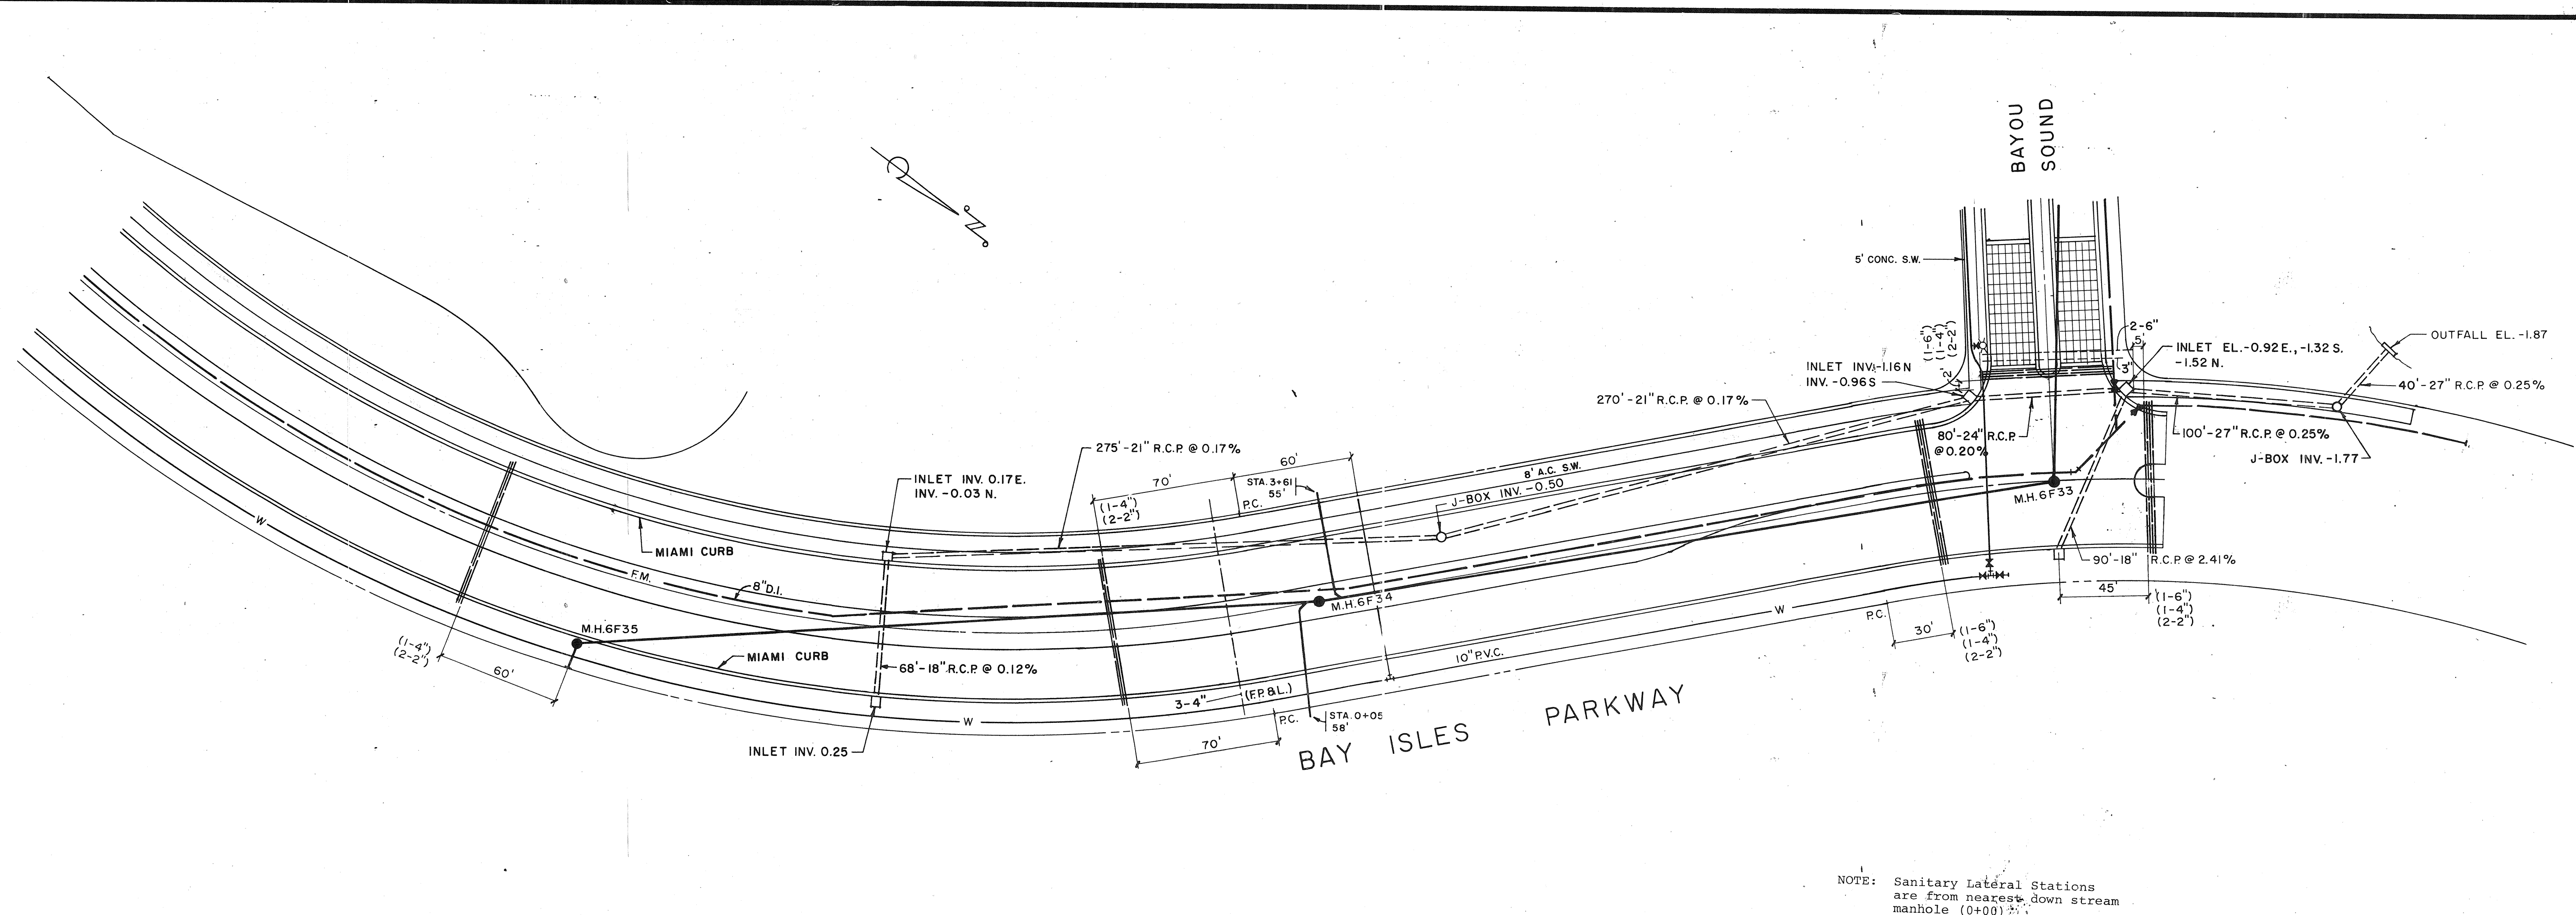 BAYOU
SOUND
N
5' CONC. S.W.
(1-6")
(1-4")
(2-2")
2'
2-6"
5'
3"
INLET EL.-0.92E.,-1.32 S.
-1.52 N.
OUTFALL EL.-1.87
40'-27" R.C.P. @ 0.25%
INLET INV.-1.16N
INV. -0.96S
270'-21" R.C.P. @ 0.17%
80'-24" R.C.P.
@0.20%
100'-27" R.C.P. @ 0.25%
J-BOX INV.-1.77
275'-21" R.C.P. @ 0.17%
60'
70'
STA.3+61
55'
P.C.
8' A.C. S.W.
J-BOX INV.-0.50
(1-4")
(2-2")
INLET INV. 0.17E.
INV. -0.03 N.
M.H.6F33
W
MIAMI CURB
F.M.
8"D.I.
90'-18" R.C.P. @ 2.41%
45'
(1-6")
(1-4")
(2-2")
M.H.6F34
M.H.6F35
(1-4")
(2-2")
60'
MIAMI CURB
68'-18" R.C.P. @ 0.12%
10" P.V.C.
W
P.C.
30'
(1-6")
(1-4")
(2-2")
3-4"
(F.P.&L.)
W
P.C.
STA.0+05
58'
70'
INLET INV. 0.25
BAY ISLES PARKWAY
NOTE: Sanitary Lateral Stations
are from nearest down stream
manhole (0+00)